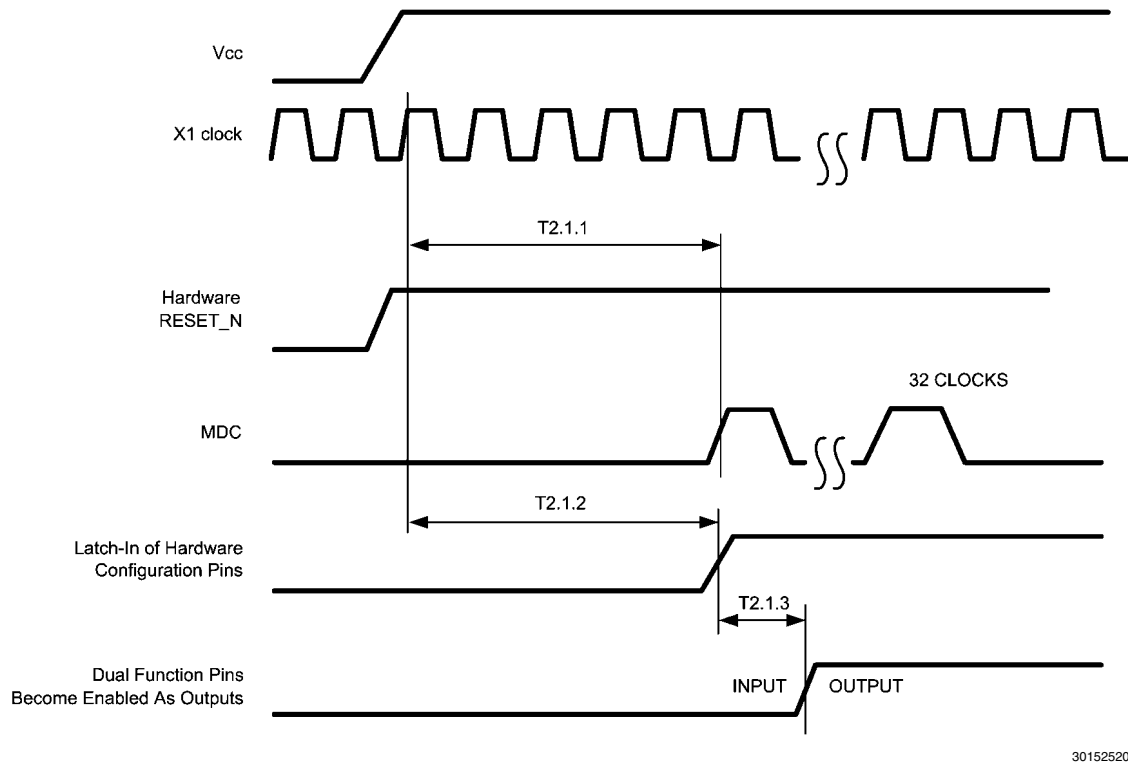 Vcc
X1 clock
T2.1.1
Hardware
RESET_N
32 CLOCKS
MDC
T2.1.2
Latch-In of Hardware
Configuration Pins
T2.1.3
Dual Function Pins
Become Enabled As Outputs
INPUT
OUTPUT
30152520